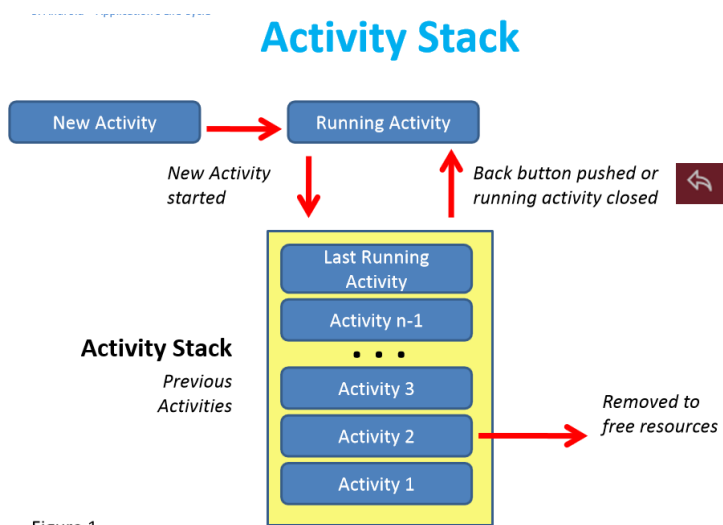 Activity Stack
New Activity
Running Activity
New Activity
started
Back button pushed or
running activity closed
Last Running
Activity
Activity n-1
. . .
Activity Stack
Previous
Activities
Activity 3
Activity 2
Activity 1
Removed to
free resources